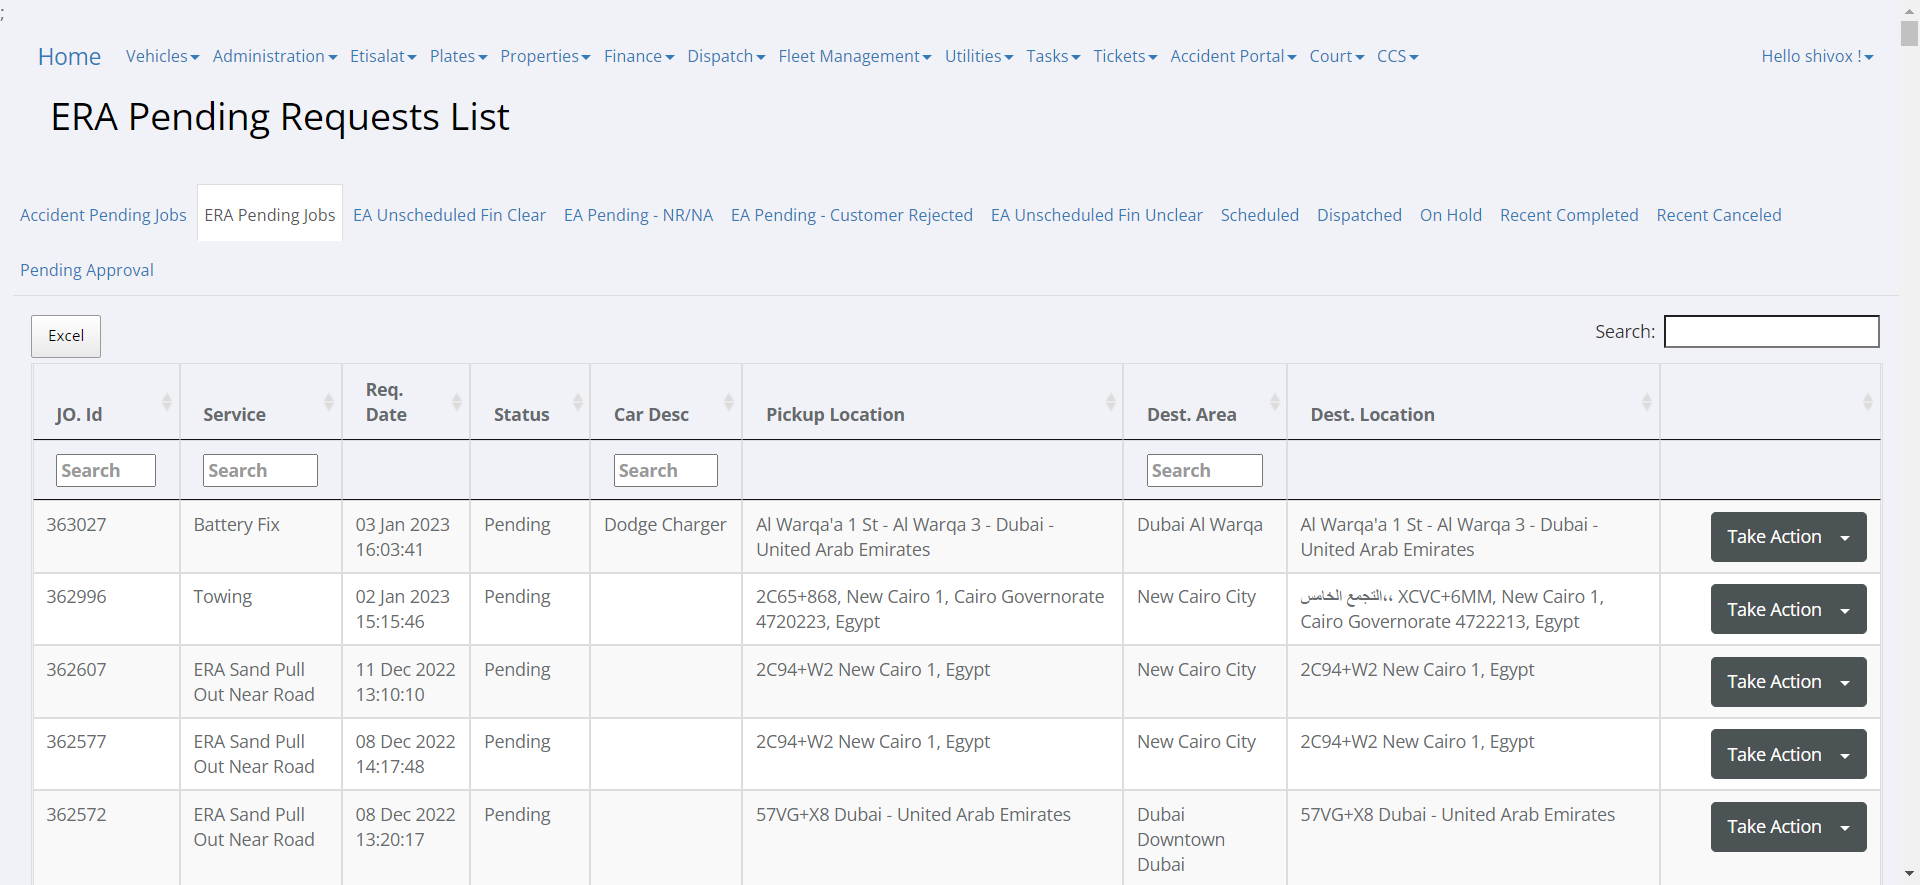 ;
Home Vehicles Administration Etisalat Plates Properties Finance Dispatch Fleet Management Utilities Tasks Tickets Accident Portal Court CCS Hello shivox !
ERA Pending Requests List
Accident Pending Jobs ERA Pending Jobs EA Unscheduled Fin Clear EA Pending - NR/NA EA Pending - Customer Rejected EA Unscheduled Fin Unclear Scheduled Dispatched On Hold Recent Completed Recent Canceled
Pending Approval
Excel Search:
JO. Id Service Req. Date Status Car Desc Pickup Location Dest. Area Dest. Location
Search Search Search Search
363027 Battery Fix 03 Jan 2023 Pending Dodge Charger Al Warqa'a 1 St - Al Warqa 3 - Dubai - Dubai Al Warqa Al Warqa'a 1 St - Al Warqa 3 - Dubai - Take Action
16:03:41 United Arab Emirates United Arab Emirates
362996 Towing 02 Jan 2023 Pending 2C65+868, New Cairo 1, Cairo Governorate New Cairo City التجمع الخامس،، XCVC+6MM, New Cairo 1, Take Action
15:15:46 4720223, Egypt Cairo Governorate 4722213, Egypt
362607 ERA Sand Pull 11 Dec 2022 Pending 2C94+W2 New Cairo 1, Egypt New Cairo City 2C94+W2 New Cairo 1, Egypt Take Action
Out Near Road 13:10:10
362577 ERA Sand Pull 08 Dec 2022 Pending 2C94+W2 New Cairo 1, Egypt New Cairo City 2C94+W2 New Cairo 1, Egypt Take Action
Out Near Road 14:17:48
362572 ERA Sand Pull 08 Dec 2022 Pending 57VG+X8 Dubai - United Arab Emirates Dubai 57VG+X8 Dubai - United Arab Emirates Take Action
Out Near Road 13:20:17 Downtown
Dubai